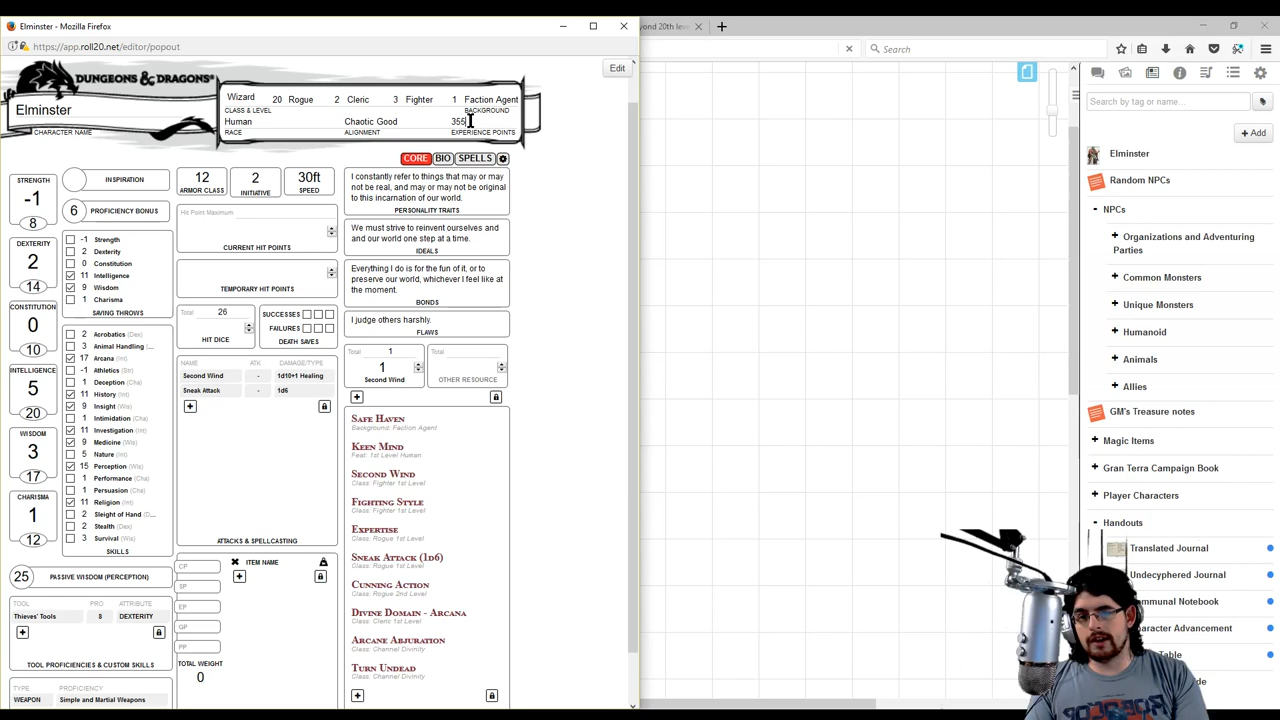 Elminster - Mozilla Firefox
https://app.roll20.net/editor/popout
yond 20th leve
Search
Edit
DUNGEONS & DRAGONS®
Elminster
CHARACTER NAME
Wizard 20 Rogue 2 Cleric 3 Fighter 1 Faction Agent
CLASS & LEVEL BACKGROUND
Human Chaotic Good 355
RACE ALIGNMENT EXPERIENCE POINTS
CORE BIO SPELLS
STRENGTH
-1
8
DEXTERITY
2
14
CONSTITUTION
0
10
INTELLIGENCE
5
20
WISDOM
3
17
CHARISMA
1
12
INSPIRATION
6 PROFICIENCY BONUS
-1 Strength
2 Dexterity
0 Constitution
11 Intelligence
9 Wisdom
1 Charisma
SAVING THROWS
2 Acrobatics (Dex)
3 Animal Handling (...
17 Arcana (Int)
-1 Athletics (Str)
1 Deception (Cha)
11 History (Int)
9 Insight (Wis)
1 Intimidation (Cha)
11 Investigation (Int)
9 Medicine (Wis)
5 Nature (Int)
15 Perception (Wis)
1 Performance (Cha)
1 Persuasion (Cha)
11 Religion (Int)
2 Sleight of Hand (D...
2 Stealth (Dex)
3 Survival (Wis)
SKILLS
25 PASSIVE WISDOM (PERCEPTION)
TOOL PRO ATTRIBUTE
Thieves' Tools 8 DEXTERITY
TOOL PROFICIENCIES & CUSTOM SKILLS
TYPE PROFICIENCY
WEAPON Simple and Martial Weapons
12 2 30ft
ARMOR CLASS INITIATIVE SPEED
Hit Point Maximum
CURRENT HIT POINTS
TEMPORARY HIT POINTS
Total 26
HIT DICE
SUCCESSES
FAILURES
DEATH SAVES
NAME ATK DAMAGE/TYPE
Second Wind - 1d10+1 Healing
Sneak Attack - 1d6
ATTACKS & SPELLCASTING
CP
SP
EP
GP
PP
ITEM NAME
TOTAL WEIGHT
0
I constantly refer to things that may or may
not be real, and may or may not be original
to this incarnation of our world.
PERSONALITY TRAITS
We must strive to reinvent ourselves and
and our world one step at a time.
IDEALS
Everything I do is for the fun of it, or to
preserve our world, whichever I feel like at
the moment.
BONDS
I judge others harshly.
FLAWS
Total 1
1
Second Wind
Total
OTHER RESOURCE
SAFE HAVEN
Background: Faction Agent
KEEN MIND
Feat: 1st Level Human
SECOND WIND
Class: Fighter 1st Level
FIGHTING STYLE
Class: Fighter 1st Level
EXPERTISE
Class: Rogue 1st Level
SNEAK ATTACK (1D6)
Class: Rogue 1st Level
CUNNING ACTION
Class: Rogue 2nd Level
DIVINE DOMAIN - ARCANA
Class: Cleric 1st Level
ARCANE ABJURATION
Class: Channel Divinity
TURN UNDEAD
Class: Channel Divinity
Search by tag or name...
+ Add
Elminster
Random NPCs
- NPCs
+ Organizations and Adventuring
Parties
+ Common Monsters
+ Unique Monsters
+ Humanoid
+ Animals
+ Allies
GM's Treasure notes
+ Magic Items
+ Gran Terra Campaign Book
+ Player Characters
- Handouts
Translated Journal
Undecyphered Journal
mmunal Notebook
aracter Advancement
Table